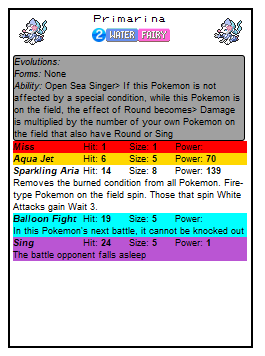 Primarina
2 WATER FAIRY
Evolutions:
Forms: None
Ability: Open Sea Singer> If this Pokemon is
not affected by a special condition, while this Pokemon is
on the field, the effect of Round becomes> Damage
is multiplied by the number of your own Pokemon on
the field that also have Round or Sing
Miss Hit: 1 Size: 1 Power:
Aqua Jet Hit: 6 Size: 5 Power: 70
Sparkling Aria Hit: 14 Size: 8 Power: 139
Removes the burned condition from all Pokemon. Fire-
type Pokemon on the field spin. Those that spin White
Attacks gain Wait 3.
Balloon Fight Hit: 19 Size: 5 Power:
In this Pokemon's next battle, it cannot be knocked out
Sing Hit: 24 Size: 5 Power: 1
The battle opponent falls asleep